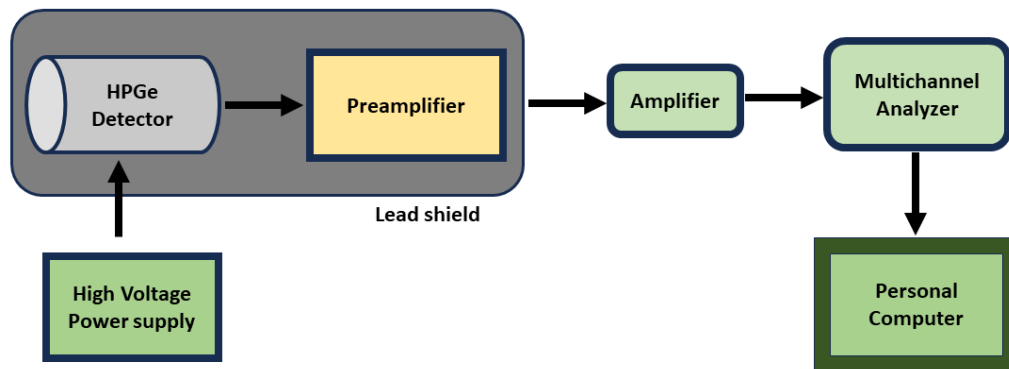 HPGe
Detector
Preamplifier
Amplifier
Multichannel
Analyzer
Lead shield
High Voltage
Power supply
Personal
Computer